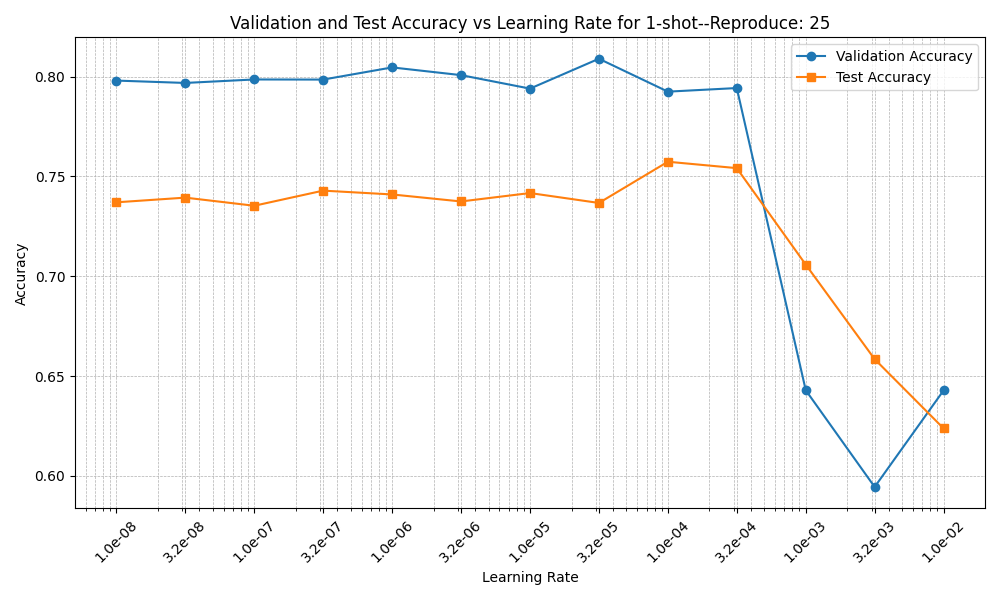 Validation and Test Accuracy vs Learning Rate for 1-shot--Reproduce: 25
Validation Accuracy
Test Accuracy
Accuracy
0.80
0.75
0.70
0.65
0.60
1.0e-08
3.2e-08
1.0e-07
3.2e-07
1.0e-06
3.2e-06
1.0e-05
3.2e-05
1.0e-04
3.2e-04
1.0e-03
3.2e-03
1.0e-02
Learning Rate